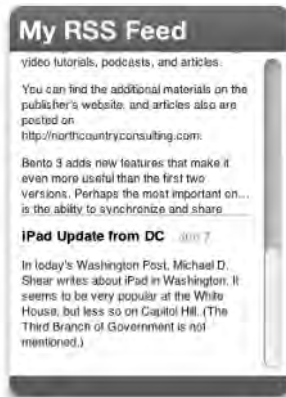 My RSS Feed
video tutorials, podcasts, and articles.
You can find the additional materials on the
publisher's website, and articles also are
posted on
http://northcountryconsulting.com.
Bento 3 adds new features that make it
even more useful than the first two
versions. Perhaps the most important on...
is the ability to synchronize and share
iPad Update from DC
In today's Washington Post, Michael D.
Shear writes about iPad in Washington. It
seems to be very popular at the White
House, but less so on Capitol Hill. (The
Third Branch of Government is not
mentioned.)